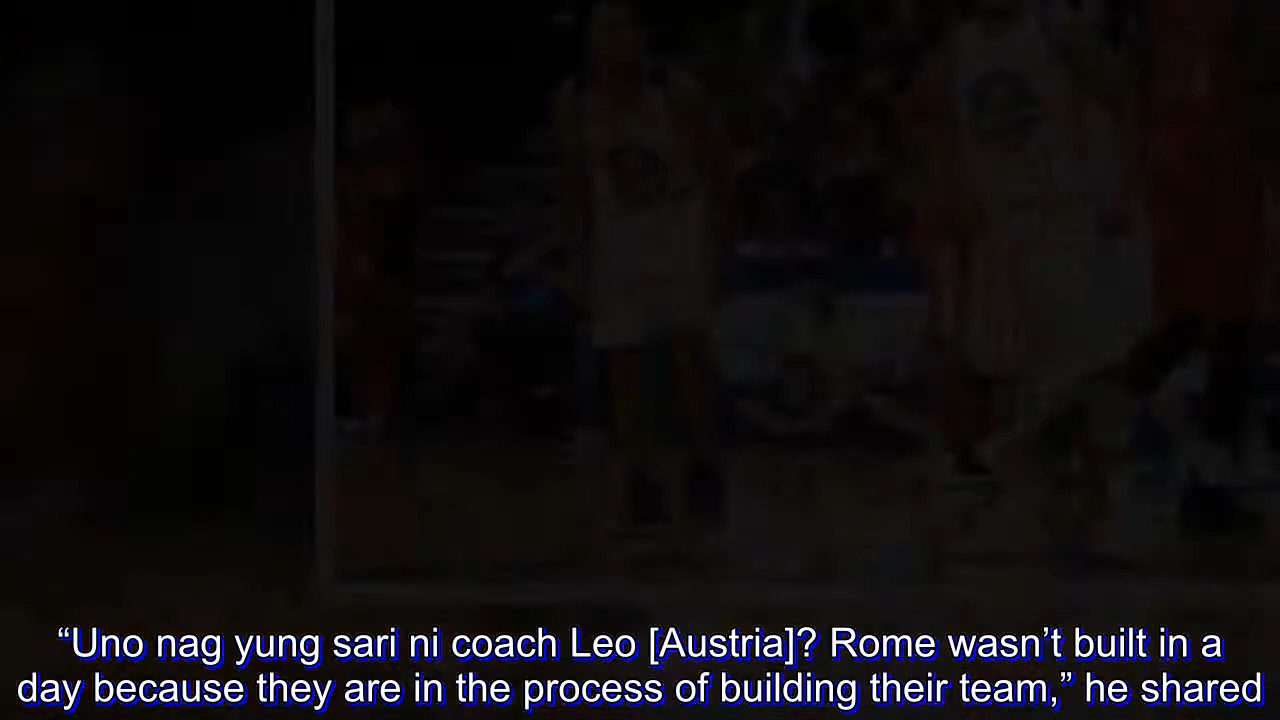 “Uno nag yung sari ni coach Leo [Austria]? Rome wasn’t built in a
day because they are in the process of building their team,” he shared